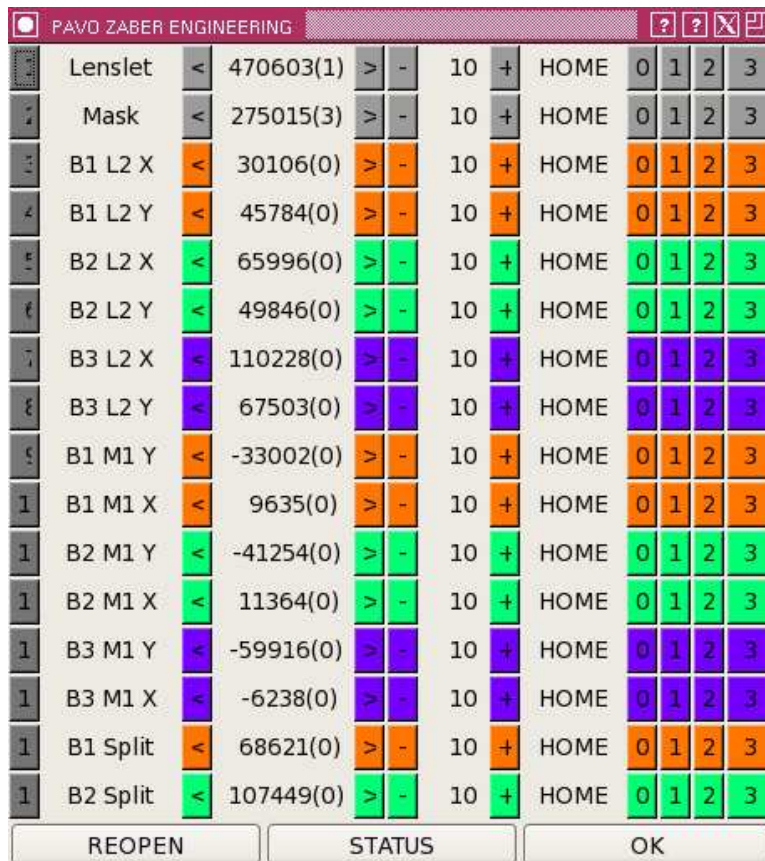 PAVO ZABER ENGINEERING ? ? X
1 Lenslet < 470603(1) > - 10 + HOME 0 1 2 3
2 Mask < 275015(3) > - 10 + HOME 0 1 2 3
3 B1 L2 X < 30106(0) > - 10 + HOME 0 1 2 3
4 B1 L2 Y < 45784(0) > - 10 + HOME 0 1 2 3
5 B2 L2 X < 65996(0) > - 10 + HOME 0 1 2 3
6 B2 L2 Y < 49846(0) > - 10 + HOME 0 1 2 3
7 B3 L2 X < 110228(0) > - 10 + HOME 0 1 2 3
8 B3 L2 Y < 67503(0) > - 10 + HOME 0 1 2 3
9 B1 M1 Y < -33002(0) > - 10 + HOME 0 1 2 3
1 B1 M1 X < 9635(0) > - 10 + HOME 0 1 2 3
1 B2 M1 Y < -41254(0) > - 10 + HOME 0 1 2 3
1 B2 M1 X < 11364(0) > - 10 + HOME 0 1 2 3
1 B3 M1 Y < -59916(0) > - 10 + HOME 0 1 2 3
1 B3 M1 X < -6238(0) > - 10 + HOME 0 1 2 3
1 B1 Split < 68621(0) > - 10 + HOME 0 1 2 3
1 B2 Split < 107449(0) > - 10 + HOME 0 1 2 3
REOPEN STATUS OK